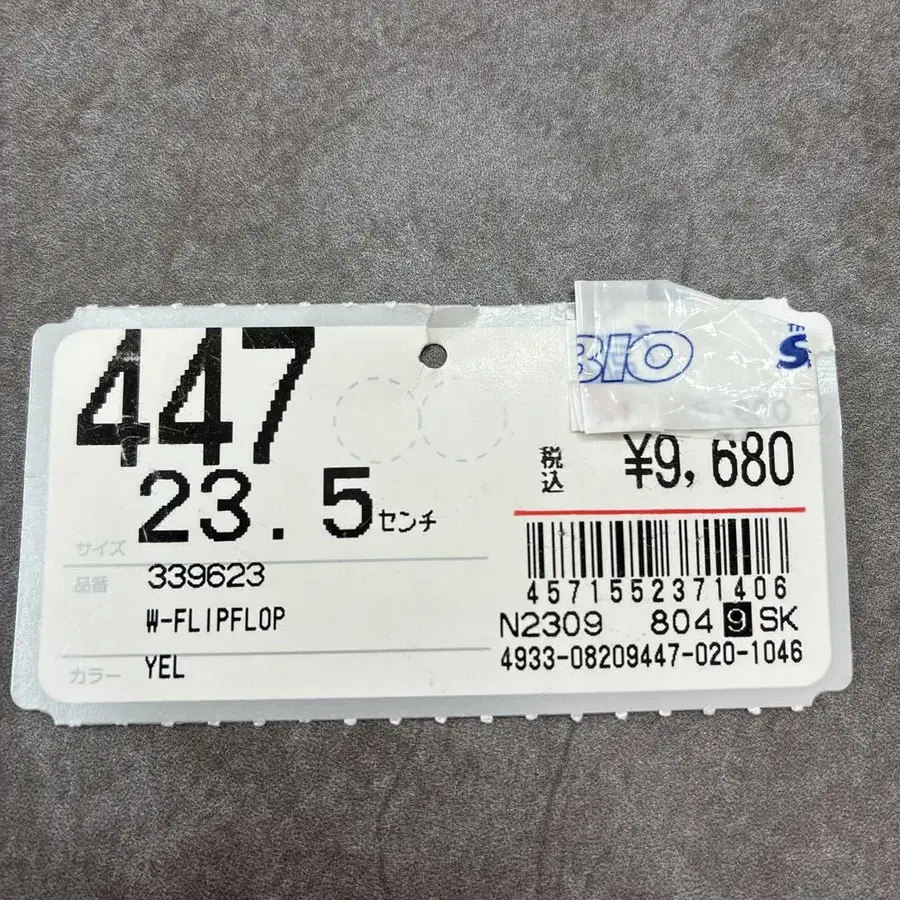 447
23.5センチ
サイズ
品番
339623
W-FLIPFLOP
カラー
YEL
BIO
S
税込
¥9,680
4571552371406
N2309 804 9 SK
4933-08209447-020-1046